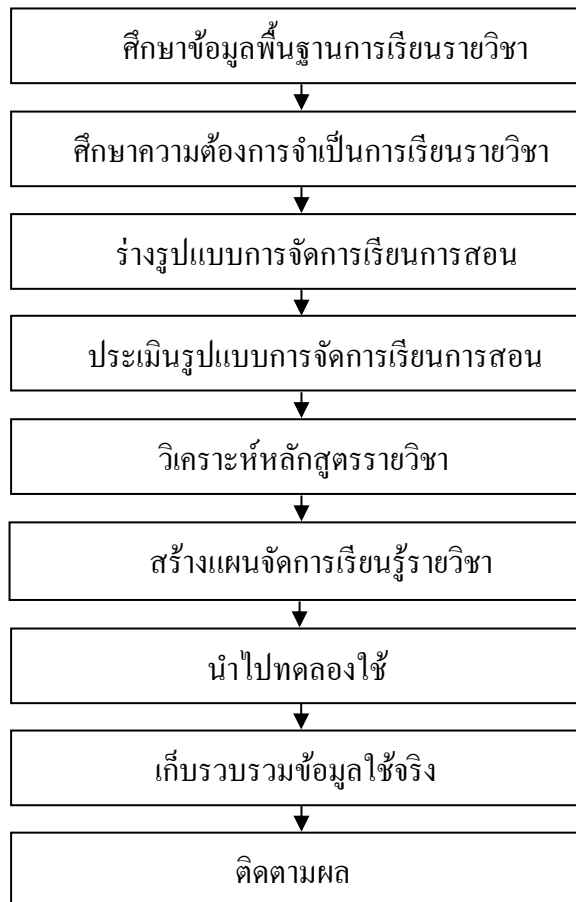 ศึกษาข้อมูลพื้นฐานการเรียนรายวิชา
ศึกษาความต้องการจำเป็นการเรียนรายวิชา
ร่างรูปแบบการจัดการเรียนการสอน
ประเมินรูปแบบการจัดการเรียนการสอน
วิเคราะห์หลักสูตรรายวิชา
สร้างแผนจัดการเรียนรู้รายวิชา
นำไปทดลองใช้
เก็บรวบรวมข้อมูลใช้จริง
ติดตามผล